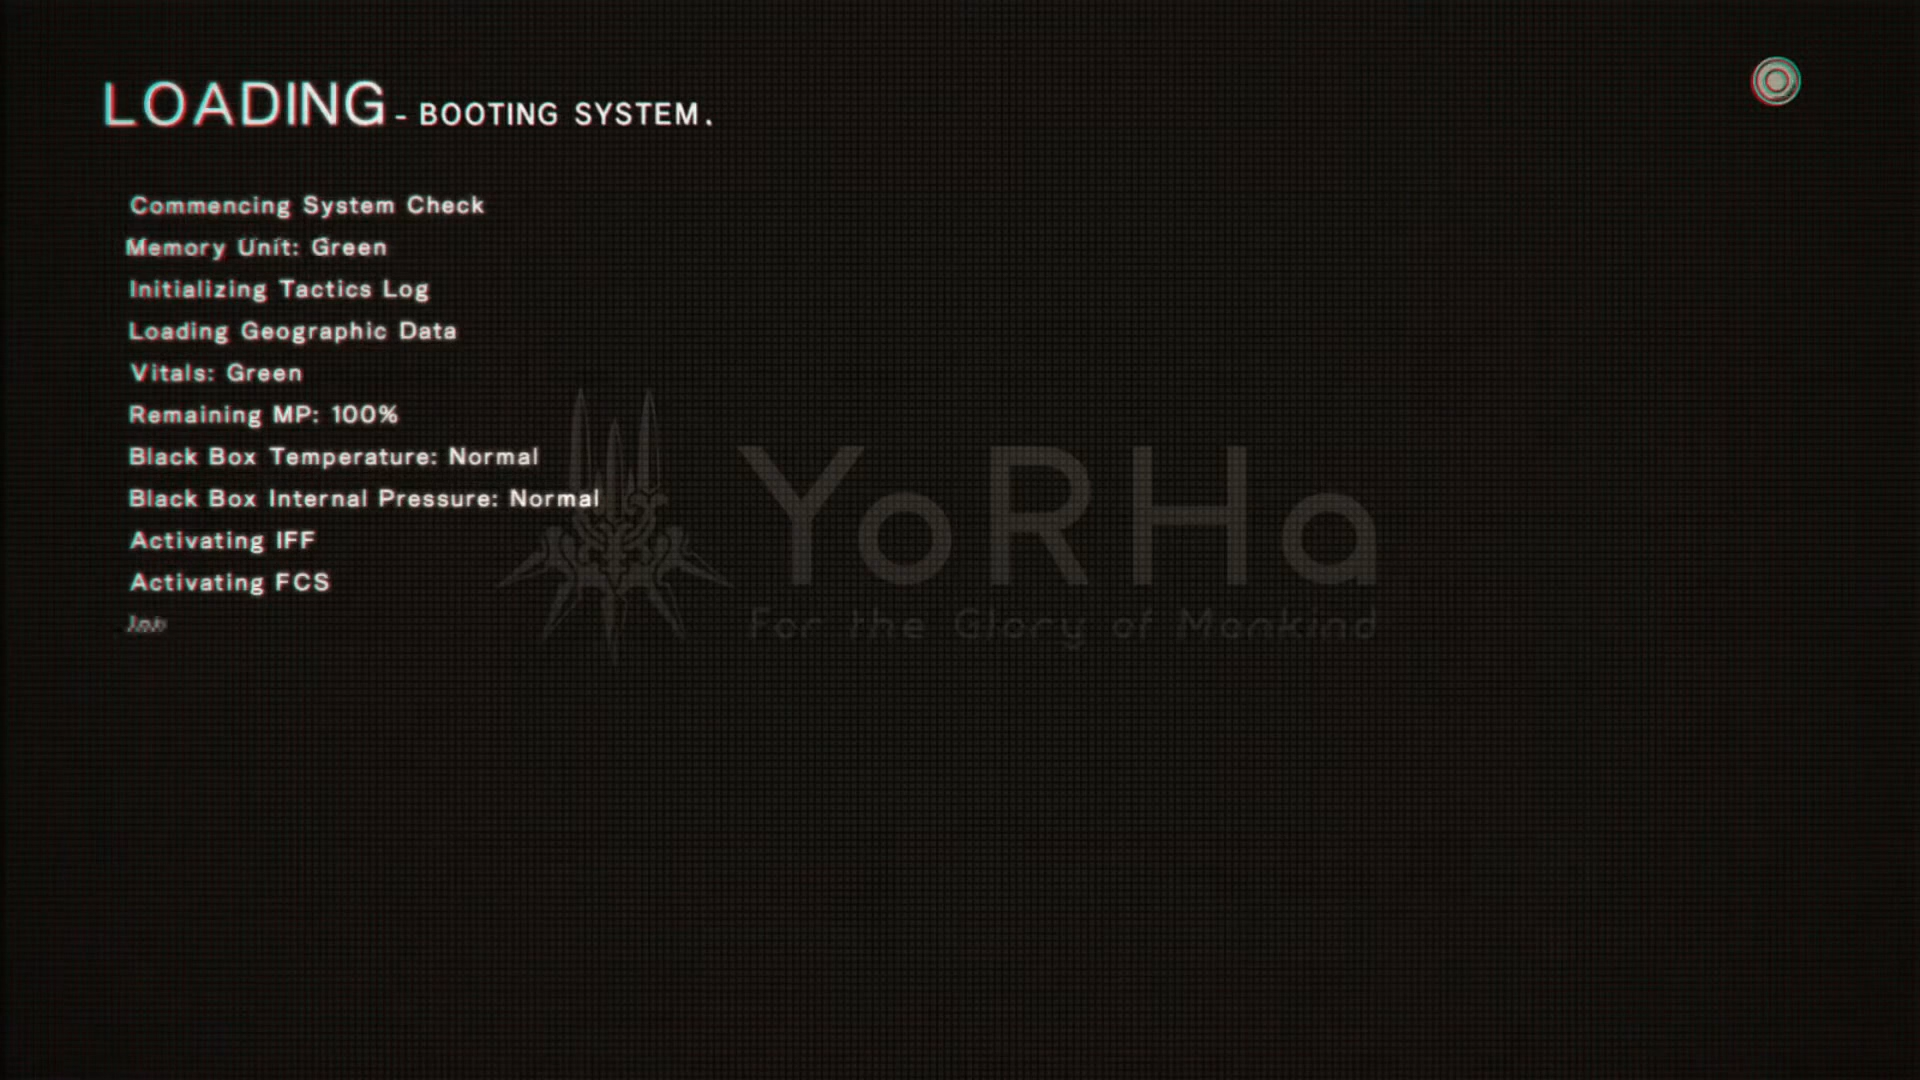 LOADING - BOOTING SYSTEM.
Commencing System Check
Memory Unit: Green
Initializing Tactics Log
Loading Geographic Data
Vitals: Green
Remaining MP: 100%
Black Box Temperature: Normal
Black Box Internal Pressure: Normal
Activating IFF
Activating FCS
YoRHa
For the Glory of Mankind